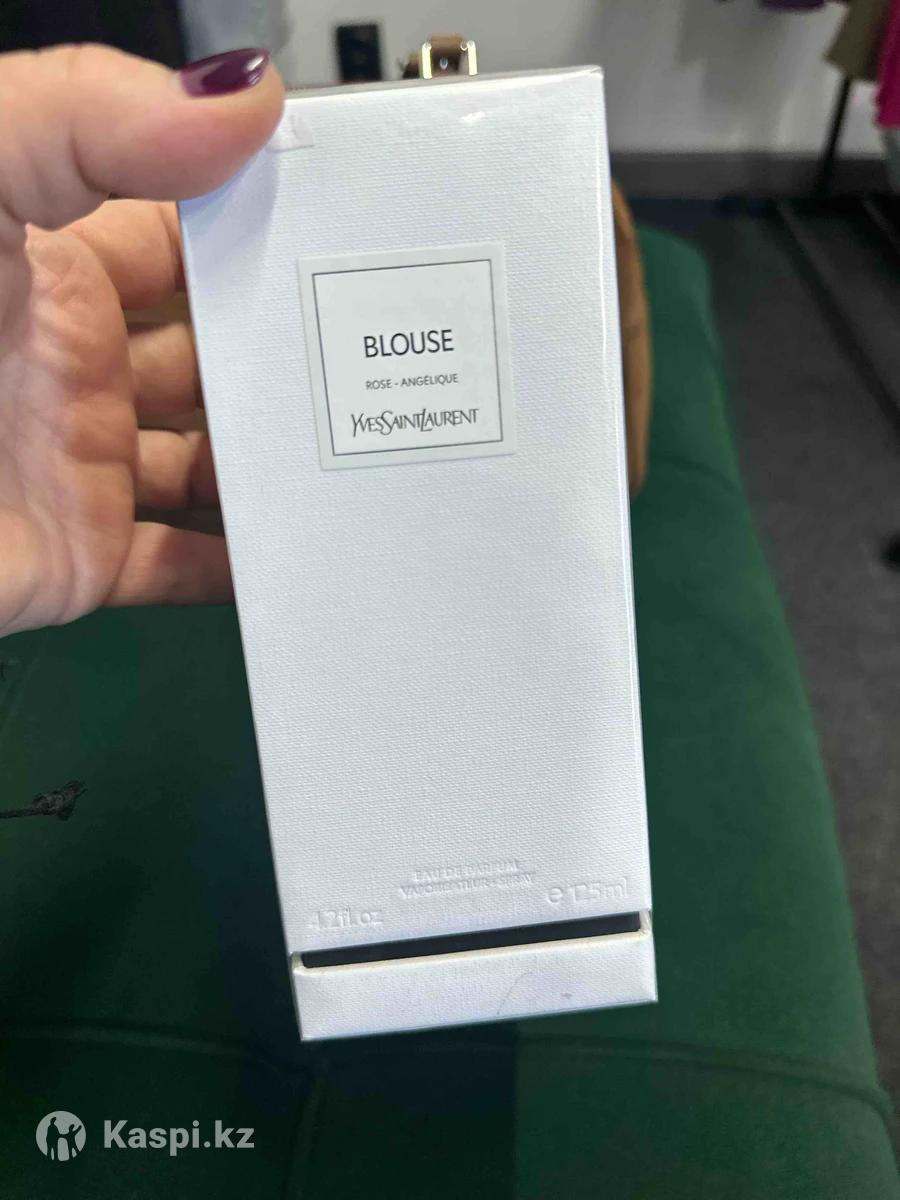 BLOUSE
ROSE - ANGÉLIQUE
YVESSAINTLAURENT
EAU DE PARFUM
VAPORISATEUR - SPRAY
4.2 fl.oz
e 125 ml
Kaspi.kz